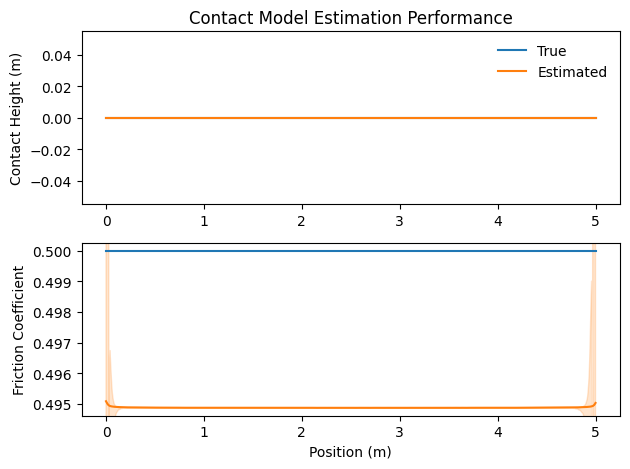 Contact Model Estimation Performance
Contact Height (m)
0.04
0.02
0.00
−0.02
−0.04
True
Estimated
0 1 2 3 4 5
Friction Coefficient
0.500
0.499
0.498
0.497
0.496
0.495
0 1 2 3 4 5
Position (m)